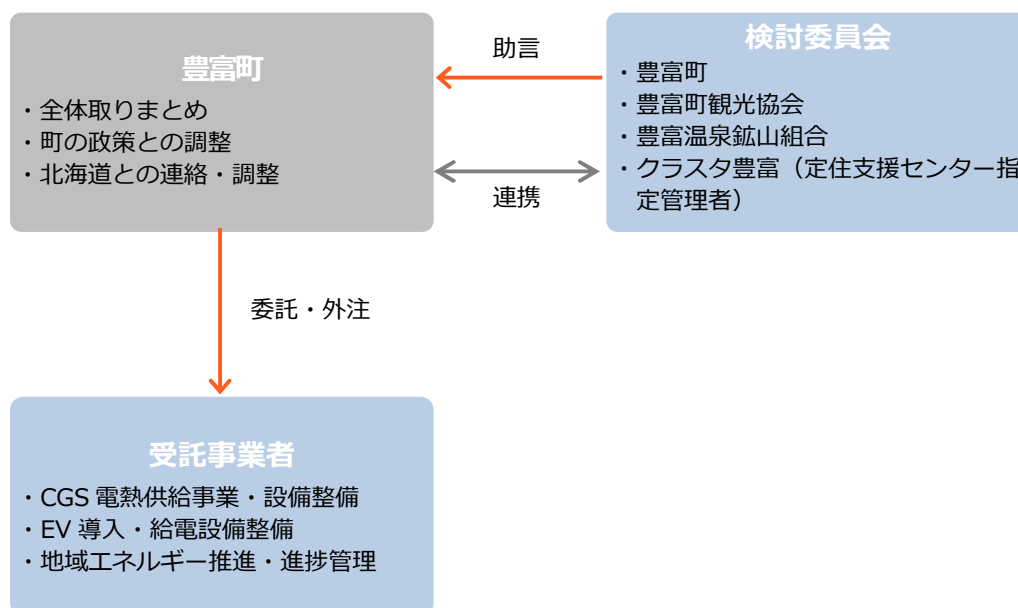 豊富町
・全体取りまとめ
・町の政策との調整
・北海道との連絡・調整
助言
連携
検討委員会
・豊富町
・豊富町観光協会
・豊富温泉鉱山組合
・クラスタ豊富（定住支援センター指
定管理者）
委託・外注
受託事業者
・CGS 電熱供給事業・設備整備
・EV 導入・給電設備整備
・地域エネルギー推進・進捗管理